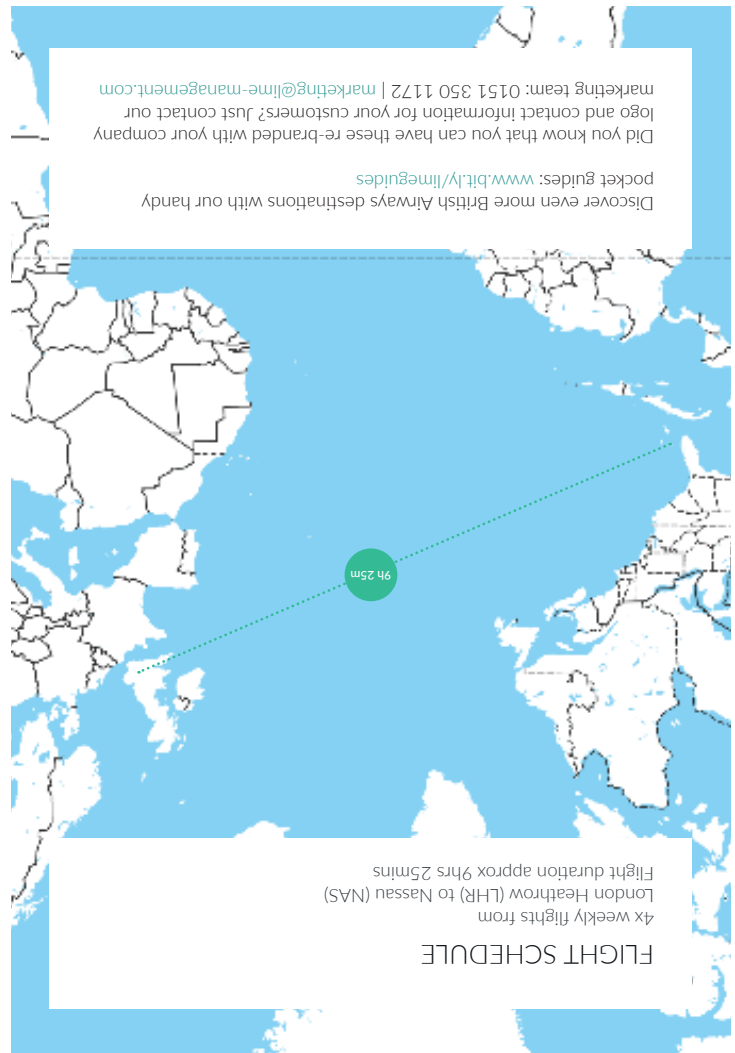 FLIGHT SCHEDULE
4x weekly flights from
London Heathrow (LHR) to Nassau (NAS)
Flight duration approx 9hrs 25mins
9h 25m
Discover even more British Airways destinations with our handy
pocket guides: www.bit.ly/limeguides
Did you know that you can have these re-branded with your company
logo and contact information for your customers? Just contact our
marketing team: 0151 350 1172 | marketing@lime-management.com